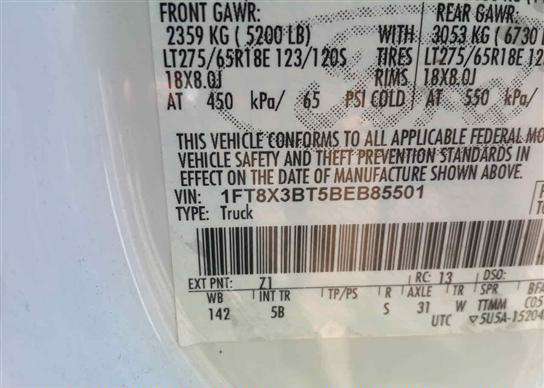 FRONT GAWR: REAR GAWR:
2359 KG ( 5200 LB) WITH 3053 KG ( 6730
LT275/65R18E 123/120S TIRES LT275/65R18E 12
18X8.0J RIMS 18X8.0J
AT 450 kPa/ 65 PSI COLD AT 550 kPa/
THIS VEHICLE CONFORMS TO ALL APPLICABLE FEDERAL MO
VEHICLE SAFETY AND THEFT PREVENTION STANDARDS IN
EFFECT ON THE DATE OF MANUFACTURE SHOWN ABOVE.
VIN: 1FT8X3BT5BEB85501
TYPE: Truck
EXT PNT: Z1 RC: 13 DSO:
WB INT TR TP/PS R AXLE TR SPR
142 5B S 31 W TTMM
UTC ▽5U5A-15204